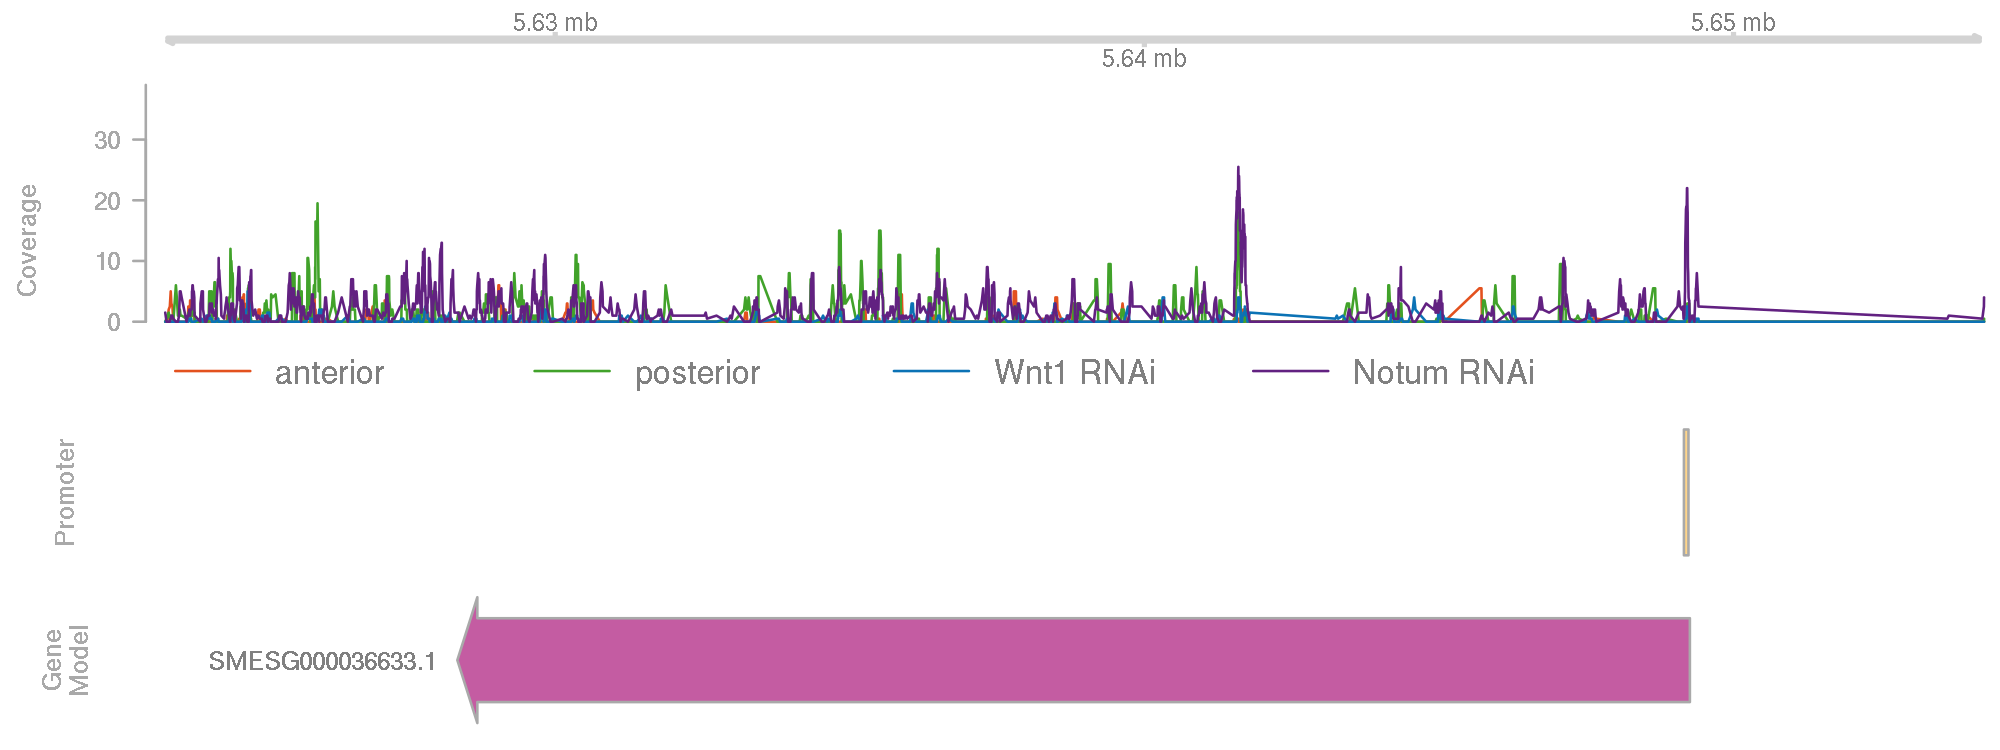 5.63 mb
5.65 mb
5.64 mb
Coverage
30
20
10
0
anterior
posterior
Wnt1 RNAi
Notum RNAi
Promoter
Gene
Model
SMESG000036633.1